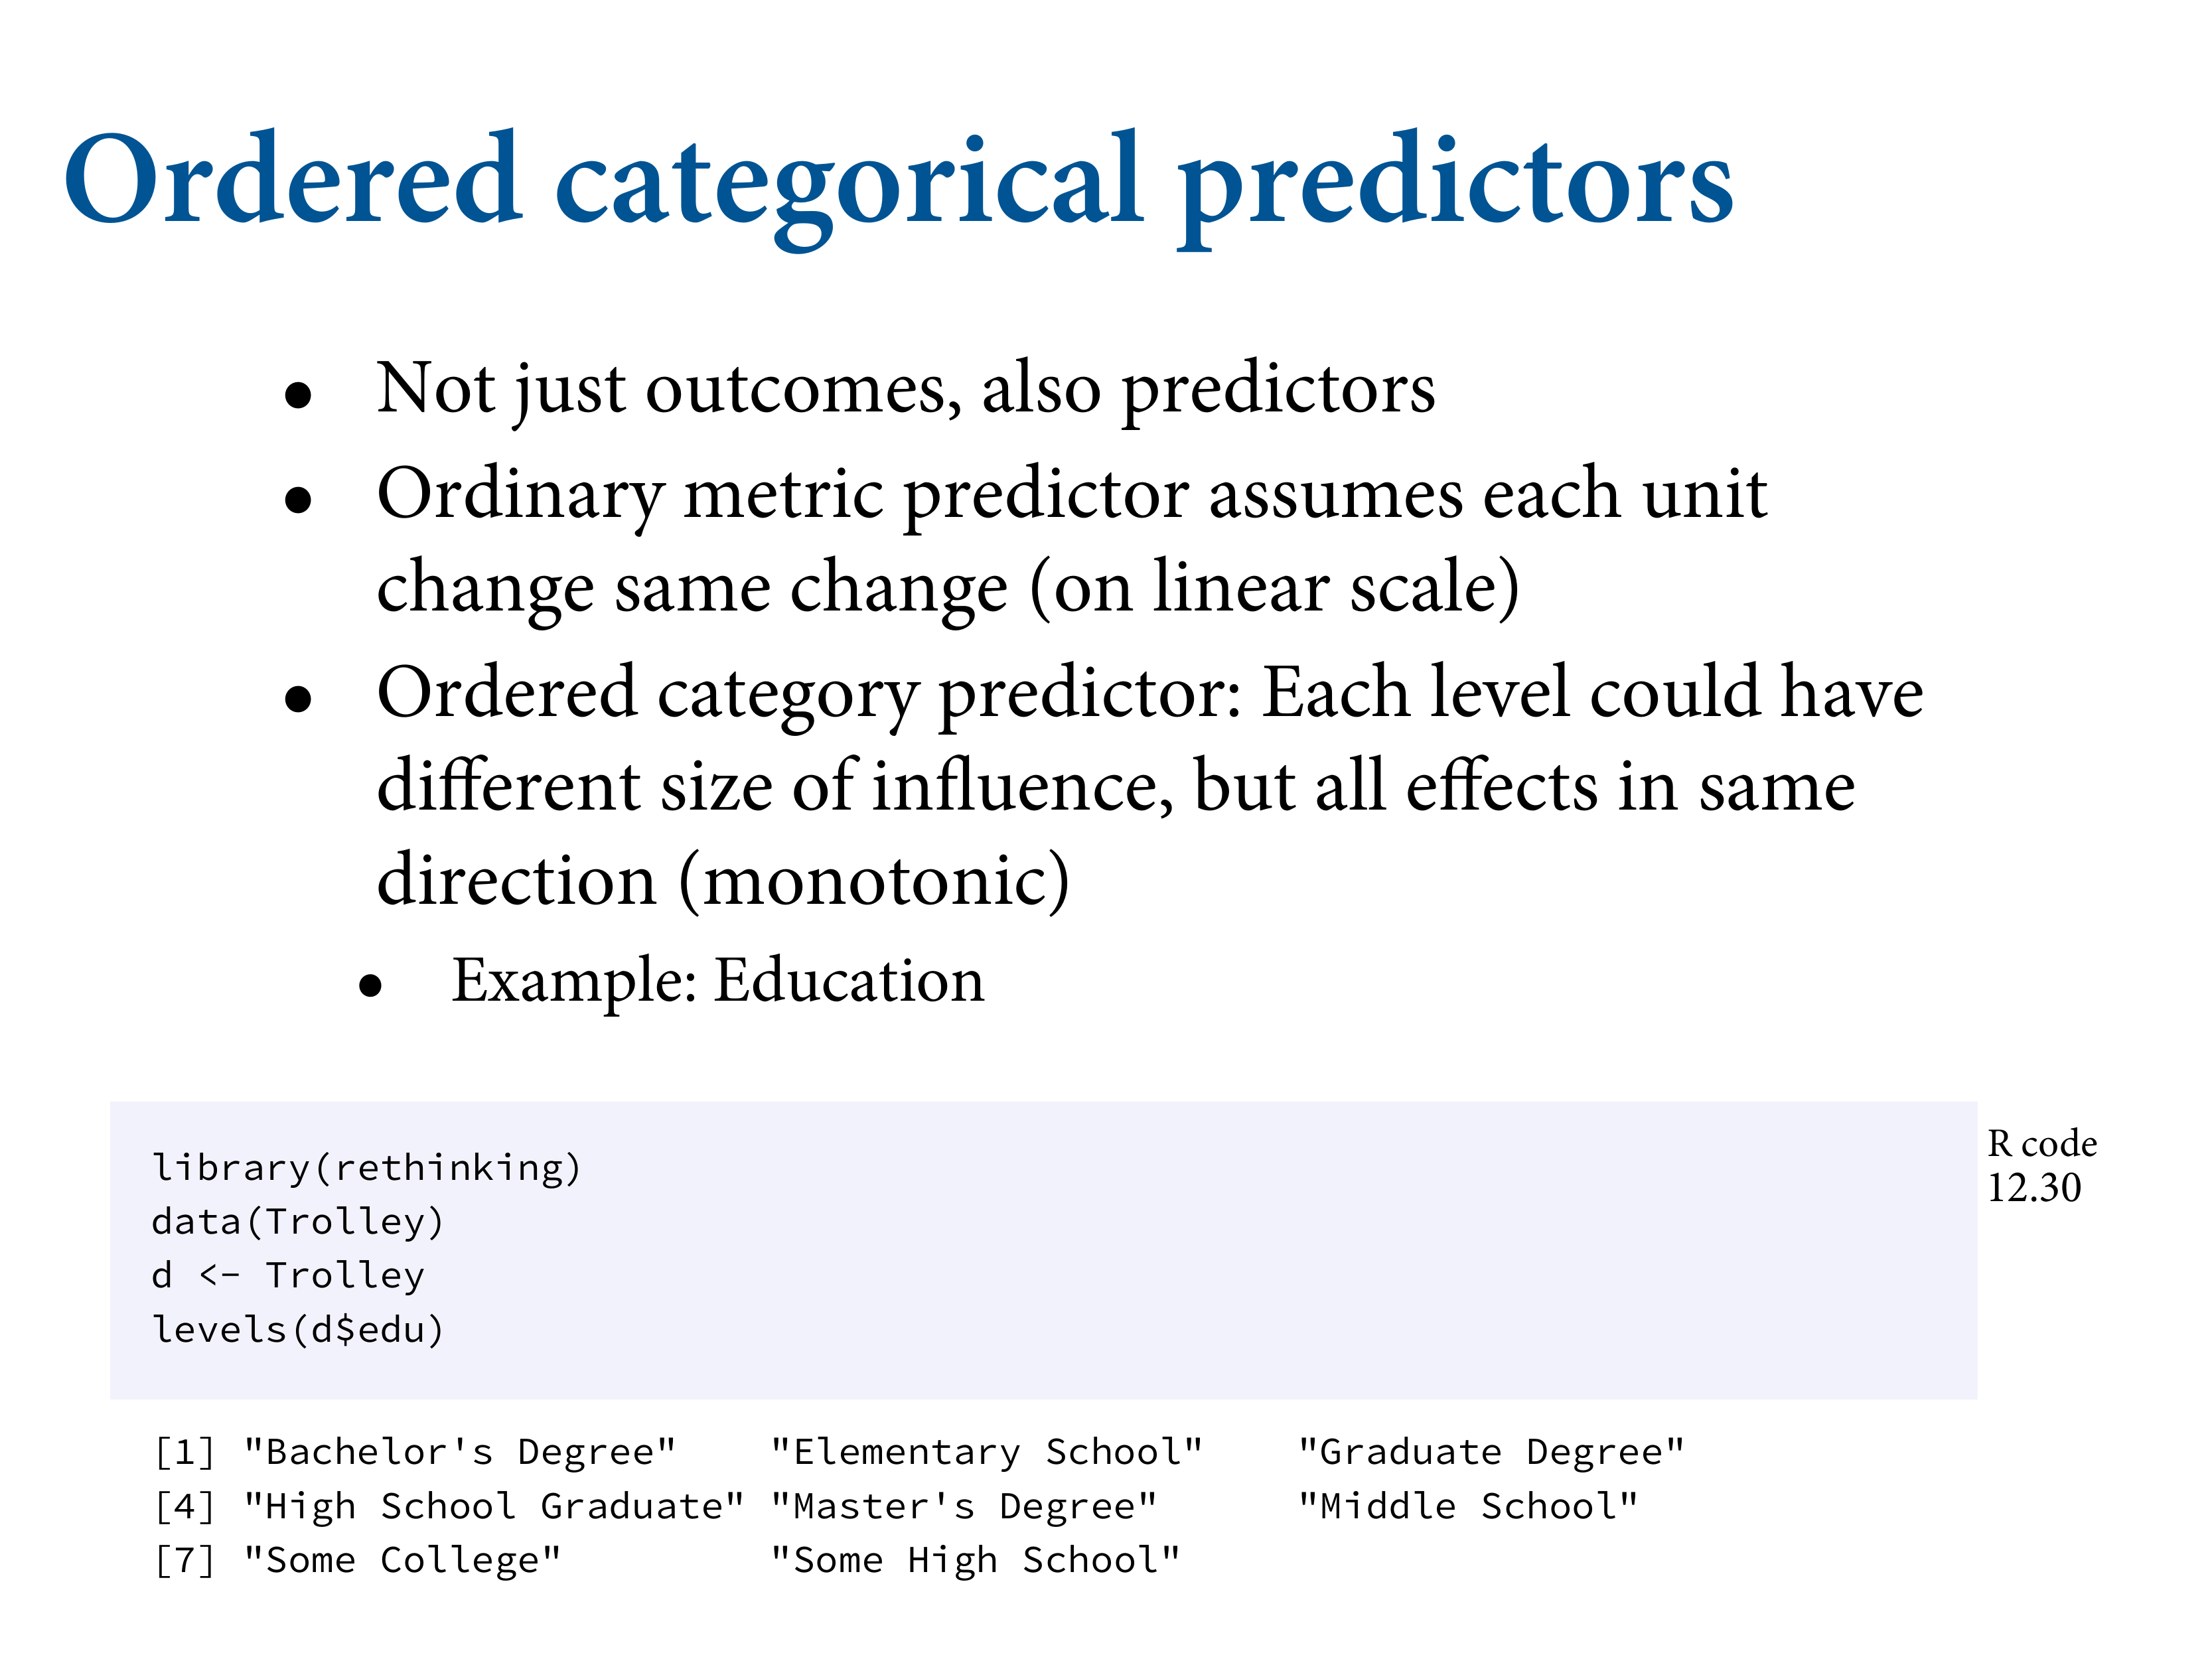 Ordered categorical predictors
• Not just outcomes, also predictors
• Ordinary metric predictor assumes each unit
change same change (on linear scale)
• Ordered category predictor: Each level could have
different size of influence, but all effects in same
direction (monotonic)
• Example: Education
R code
12.30
library(rethinking)
data(Trolley)
d <- Trolley
levels(d$edu)
[1] "Bachelor's Degree"    "Elementary School"    "Graduate Degree"
[4] "High School Graduate" "Master's Degree"      "Middle School"
[7] "Some College"         "Some High School"